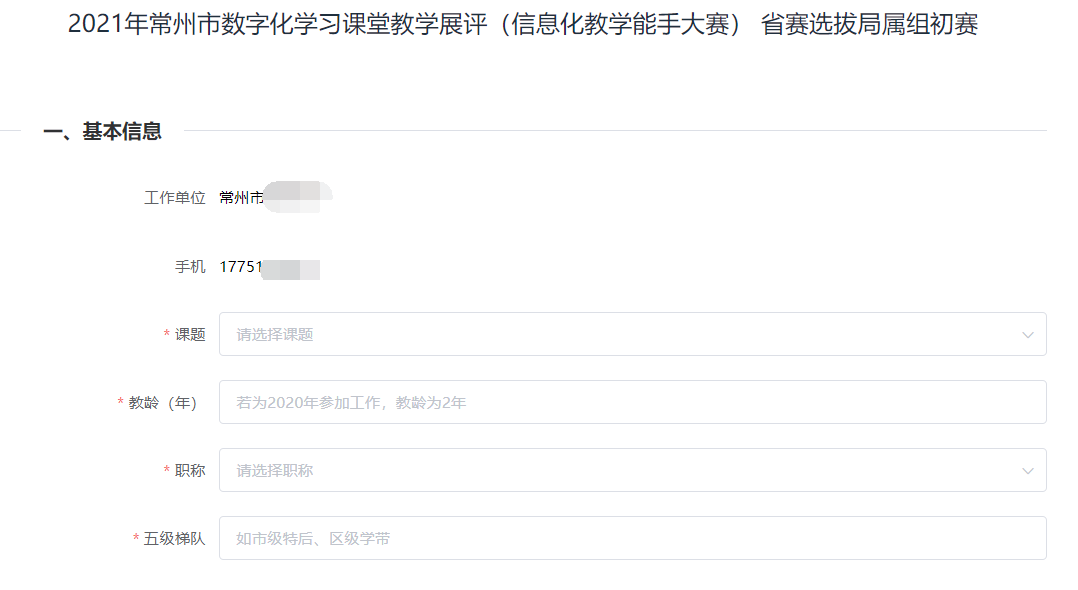 2021年常州市数字化学习课堂教学展评（信息化教学能手大赛） 省赛选拔局属组初赛
一、基本信息
工作单位 常州市
手机 17751
* 课题 请选择课题
* 教龄（年） 若为2020年参加工作，教龄为2年
* 职称 请选择职称
* 五级梯队 如市级特后、区级学带